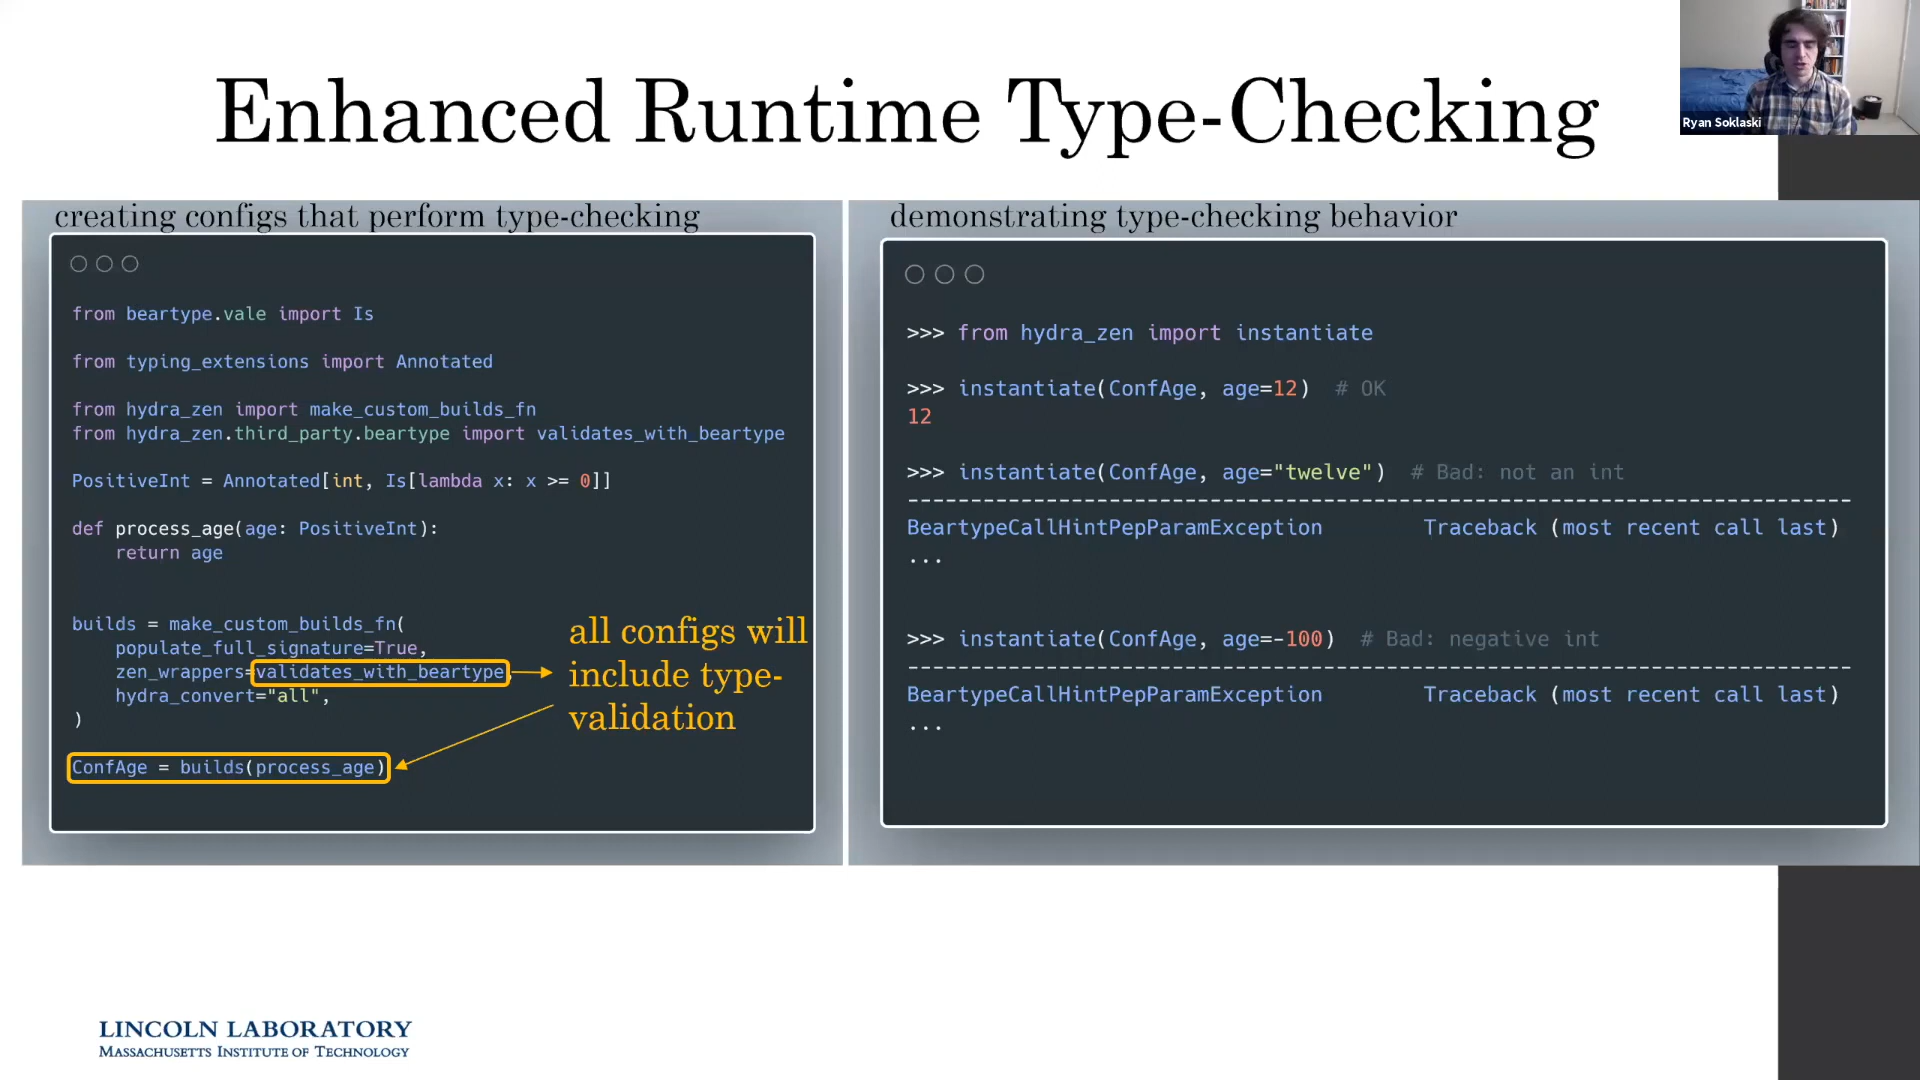 Enhanced Runtime Type-Checking
Ryan Soklaski
creating configs that perform type-checking
from beartype.vale import Is
from typing_extensions import Annotated
from hydra_zen import make_custom_builds_fn
from hydra_zen.third_party.beartype import validates_with_beartype
PositiveInt = Annotated[int, Is[lambda x: x >= 0]]
def process_age(age: PositiveInt):
    return age
builds = make_custom_builds_fn(
    populate_full_signature=True,
    zen_wrappers=validates_with_beartype,
    hydra_convert="all",
)
ConfAge = builds(process_age)
all configs will
include type-
validation
demonstrating type-checking behavior
>>> from hydra_zen import instantiate
>>> instantiate(ConfAge, age=12)  # OK
12
>>> instantiate(ConfAge, age="twelve")  # Bad: not an int
---------------------------------------------------------------------------
BeartypeCallHintPepParamException        Traceback (most recent call last)
...
>>> instantiate(ConfAge, age=-100)  # Bad: negative int
---------------------------------------------------------------------------
BeartypeCallHintPepParamException        Traceback (most recent call last)
...
LINCOLN LABORATORY
MASSACHUSETTS INSTITUTE OF TECHNOLOGY